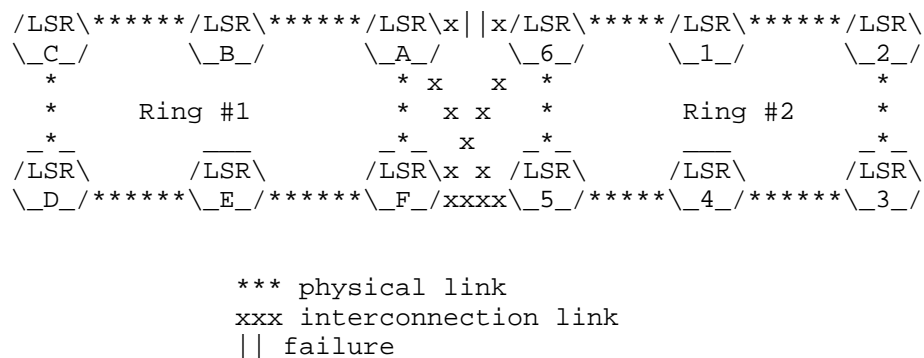 /LSR\******/LSR\******/LSR\x||x/LSR\*****/LSR\******/LSR\
\_C_/      \_B_/      \_A_/    \_6_/     \_1_/      \_2_/
  *                    * x   x  *                    *
  *     Ring #1        *  x x   *      Ring #2       *
 _*_        ___       _*_  x   _*_      ___         _*_
/LSR\      /LSR\      /LSR\x x /LSR\     /LSR\      /LSR\
\_D_/******\_E_/******\_F_/xxxx\_5_/*****\_4_/******\_3_/
*** physical link
xxx interconnection link
|| failure